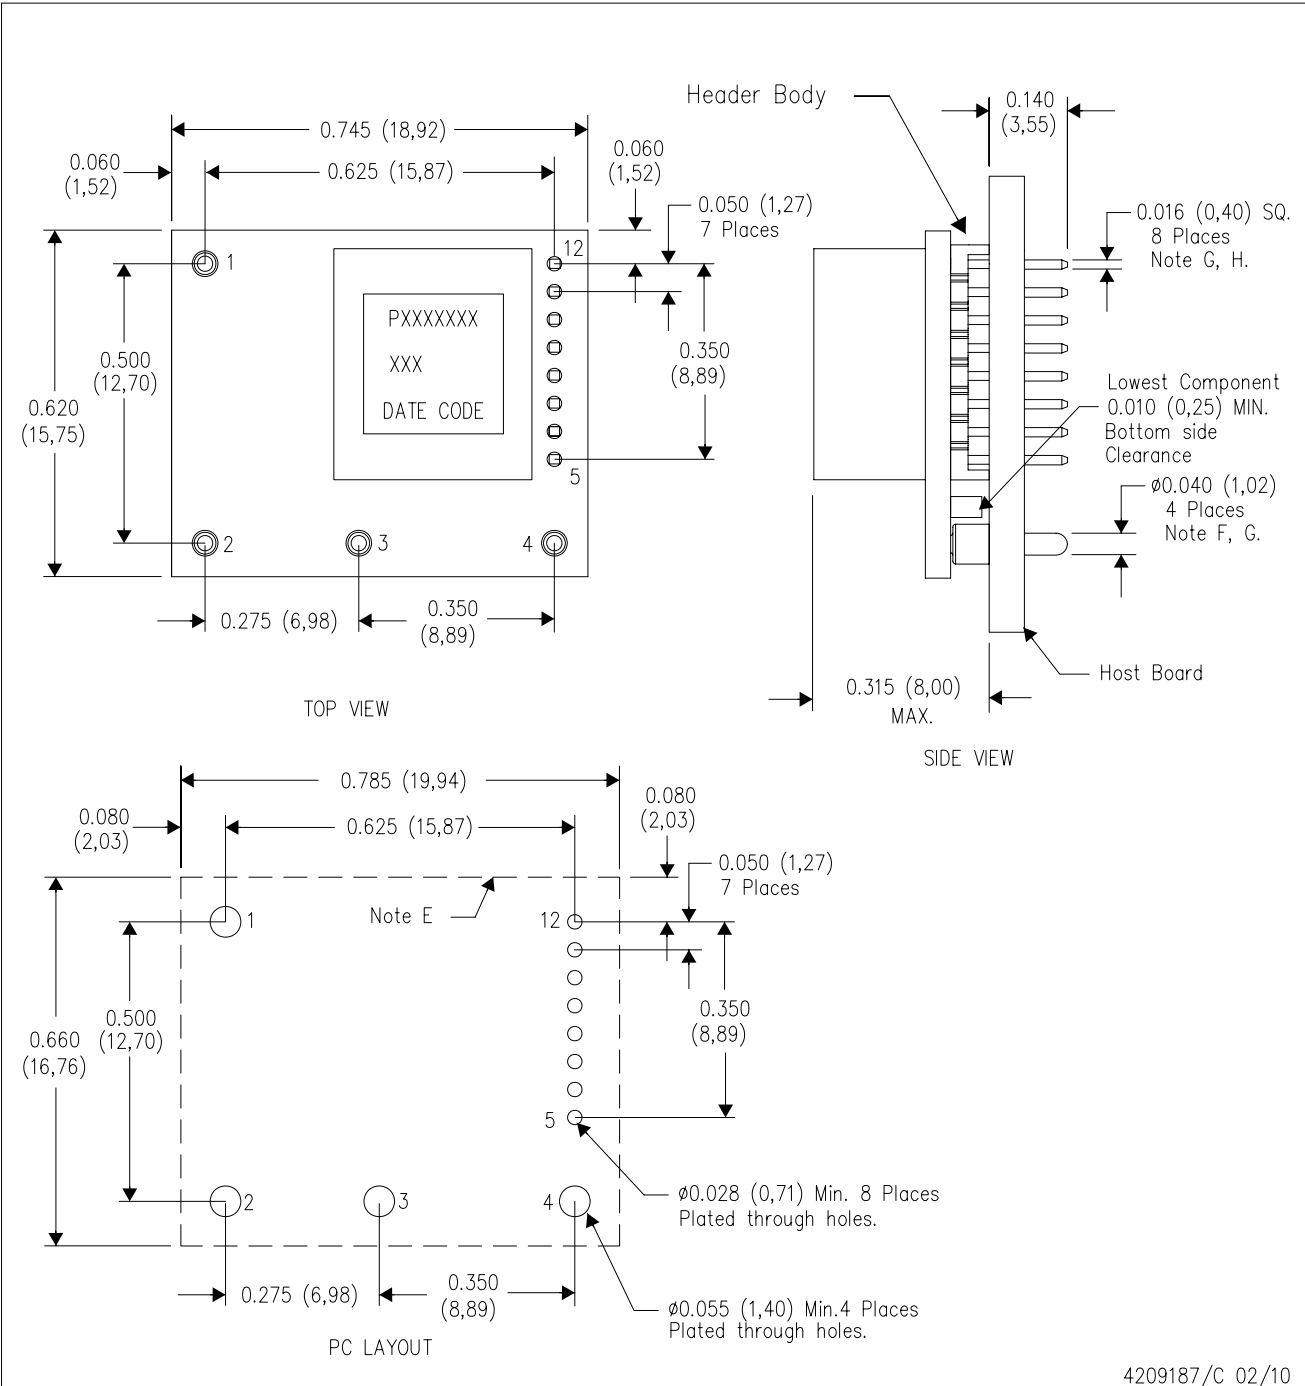 Header Body
0.140
(3,55)
0.745 (18,92)
0.060
(1,52)
0.625 (15,87)
0.060
(1,52)
0.050 (1,27)
7 Places
0.016 (0,40) SQ.
8 Places
Note G, H.
1
12
PXXXXXXX
XXX
DATE CODE
0.500
(12,70)
0.350
(8,89)
0.620
(15,75)
Lowest Component
0.010 (0,25) MIN.
Bottom side
Clearance
5
ø0.040 (1,02)
4 Places
Note F, G.
2
3
4
0.275 (6,98)
0.350
(8,89)
Host Board
0.315 (8,00)
MAX.
TOP VIEW
SIDE VIEW
0.785 (19,94)
0.080
(2,03)
0.625 (15,87)
0.080
(2,03)
0.050 (1,27)
7 Places
Note E
1
12
0.500
(12,70)
0.350
(8,89)
0.660
(16,76)
5
2
3
4
ø0.028 (0,71) Min. 8 Places
Plated through holes.
0.275 (6,98)
0.350
(8,89)
ø0.055 (1,40) Min.4 Places
Plated through holes.
PC LAYOUT
4209187/C 02/10